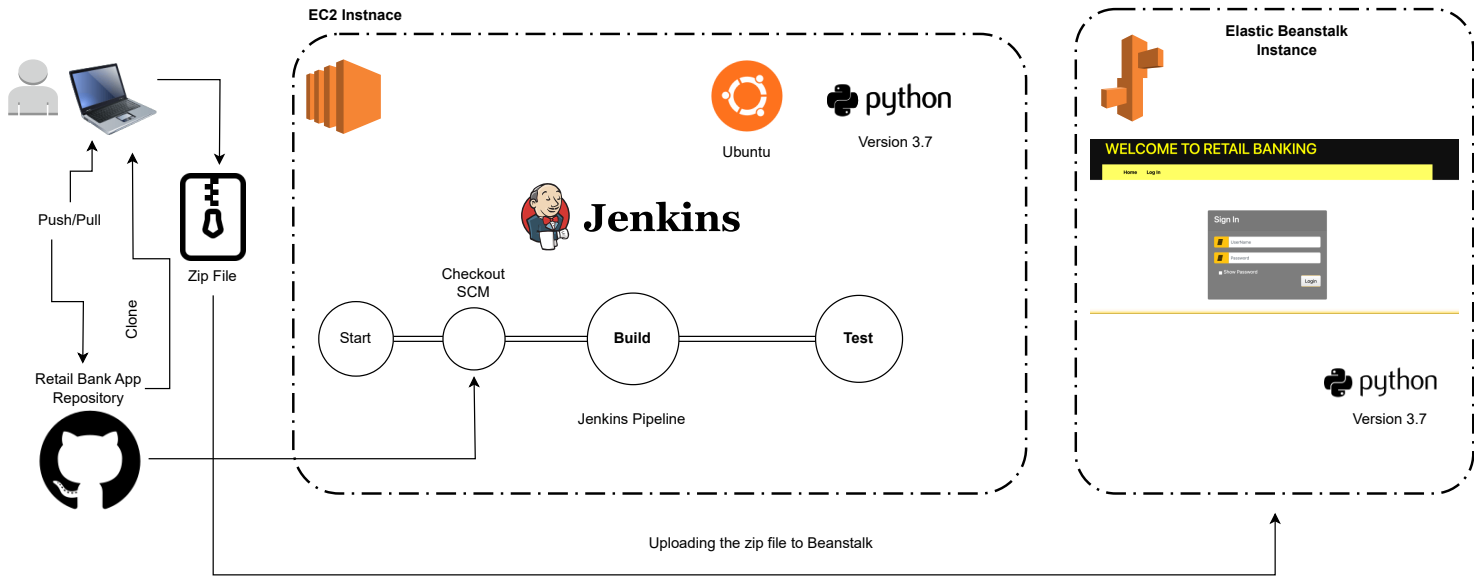 EC2 Instnace
Elastic Beanstalk
Instance
python
Version 3.7
Ubuntu
WELCOME TO RETAIL BANKING
Home Log In
Jenkins
Push/Pull
Zip File
Clone
Sign In
UserName
Password
Show Password
Login
Checkout
SCM
Start
Build
Test
Retail Bank App
Repository
Jenkins Pipeline
python
Version 3.7
Uploading the zip file to Beanstalk